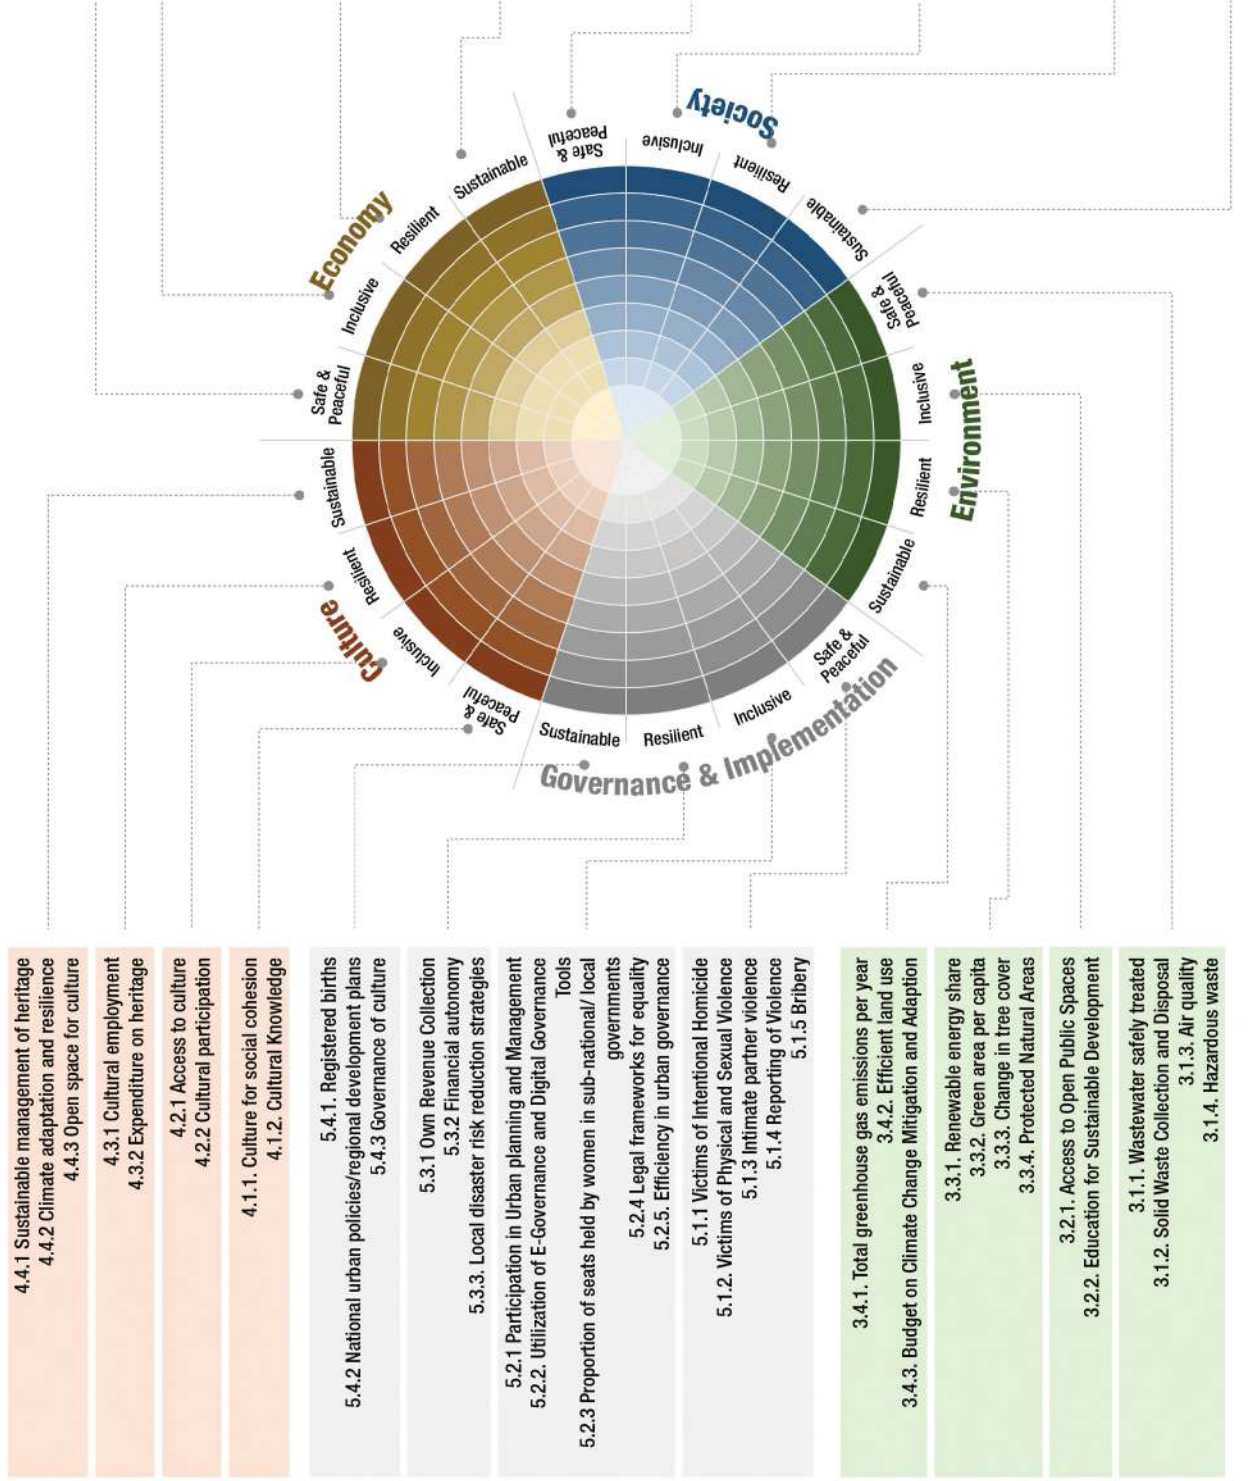 Society
Safe &
Peaceful
Inclusive
Resilient
Sustainable
Environment
Safe &
Peaceful
Inclusive
Resilient
Sustainable
Governance & Implementation
Safe &
Peaceful
Inclusive
Resilient
Sustainable
Culture
Safe &
Peaceful
Inclusive
Resilient
Sustainable
Economy
Safe &
Peaceful
Inclusive
Resilient
Sustainable
4.4.1 Sustainable management of heritage
4.4.2 Climate adaptation and resilience
4.4.3 Open space for culture
4.3.1 Cultural employment
4.3.2 Expenditure on heritage
4.2.1 Access to culture
4.2.2 Cultural participation
4.1.1. Culture for social cohesion
4.1.2. Cultural Knowledge
5.4.1. Registered births
5.4.2 National urban policies/regional development plans
5.4.3 Governance of culture
5.3.1 Own Revenue Collection
5.3.2 Financial autonomy
5.3.3. Local disaster risk reduction strategies
5.2.1 Participation in Urban planning and Management
5.2.2. Utilization of E-Governance and Digital Governance
Tools
5.2.3 Proportion of seats held by women in sub-national/ local
governments
5.2.4 Legal frameworks for equality
5.2.5. Efficiency in urban governance
5.1.1 Victims of Intentional Homicide
5.1.2. Victims of Physical and Sexual Violence
5.1.3 Intimate partner violence
5.1.4 Reporting of Violence
5.1.5 Bribery
3.4.1. Total greenhouse gas emissions per year
3.4.2. Efficient land use
3.4.3. Budget on Climate Change Mitigation and Adaption
3.3.1. Renewable energy share
3.3.2. Green area per capita
3.3.3. Change in tree cover
3.3.4. Protected Natural Areas
3.2.1. Access to Open Public Spaces
3.2.2. Education for Sustainable Development
3.1.1. Wastewater safely treated
3.1.2. Solid Waste Collection and Disposal
3.1.3. Air quality
3.1.4. Hazardous waste